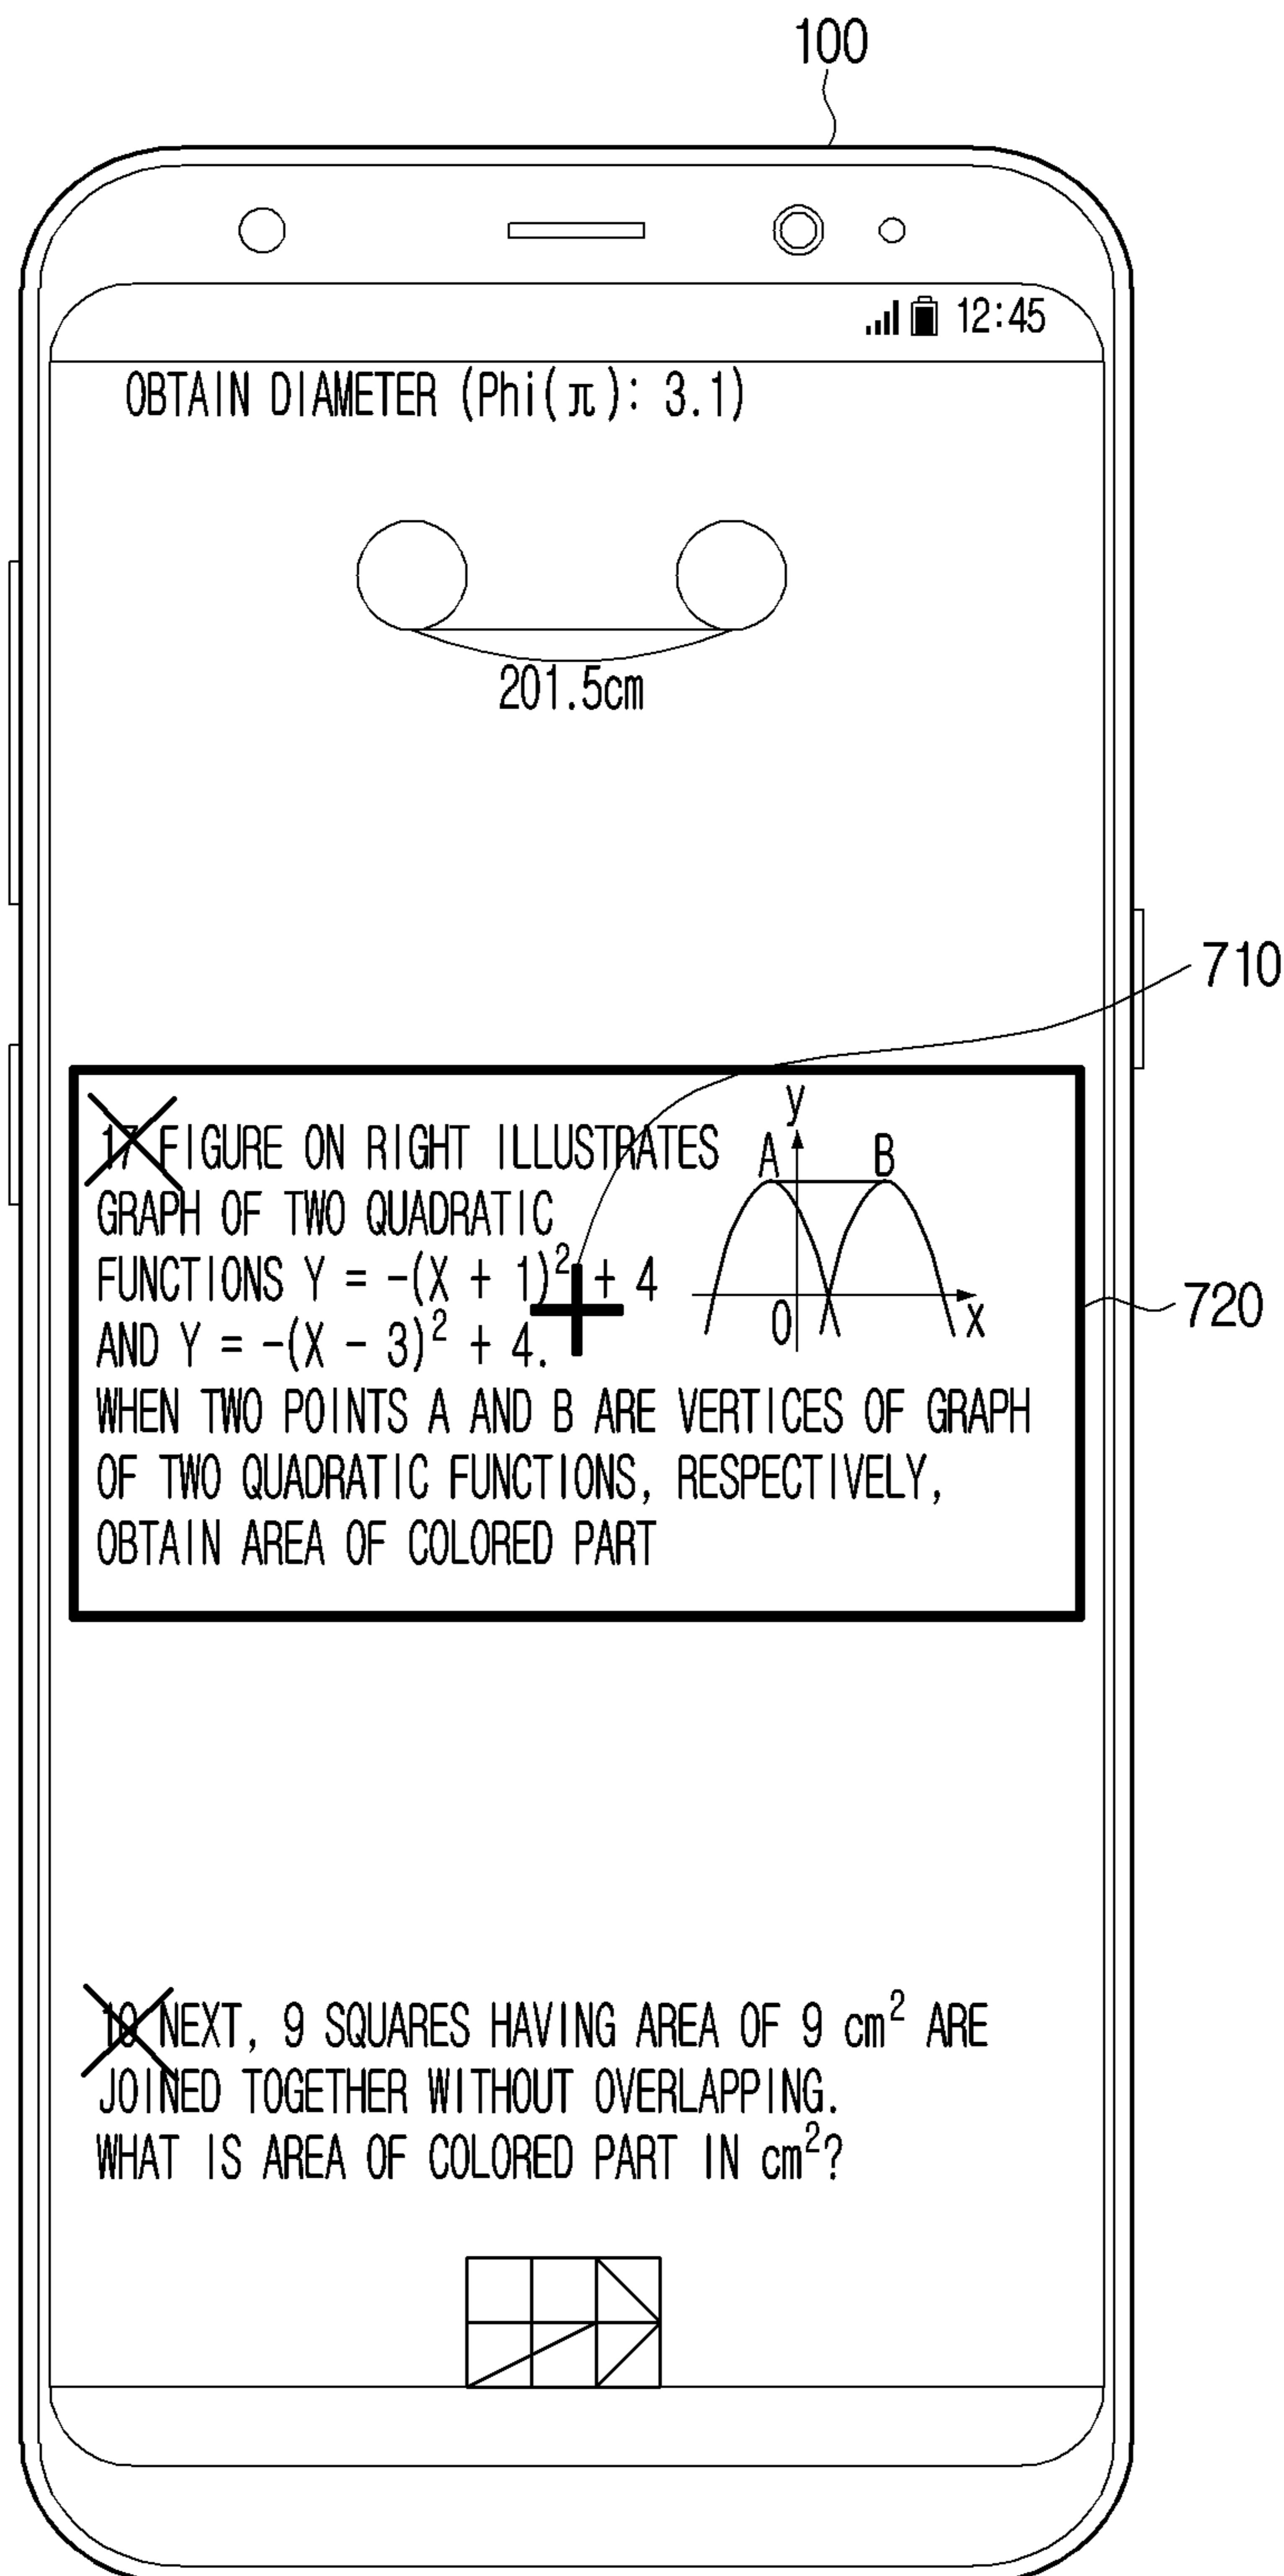 100
12:45
OBTAIN DIAMETER (Phi(π): 3.1)
201.5cm
710
17 FIGURE ON RIGHT ILLUSTRATES
GRAPH OF TWO QUADRATIC
FUNCTIONS Y = -(X + 1)² + 4
AND Y = -(X - 3)² + 4.
WHEN TWO POINTS A AND B ARE VERTICES OF GRAPH
OF TWO QUADRATIC FUNCTIONS, RESPECTIVELY,
OBTAIN AREA OF COLORED PART
y
A B
0 x
720
10 NEXT, 9 SQUARES HAVING AREA OF 9 cm² ARE
JOINED TOGETHER WITHOUT OVERLAPPING.
WHAT IS AREA OF COLORED PART IN cm²?